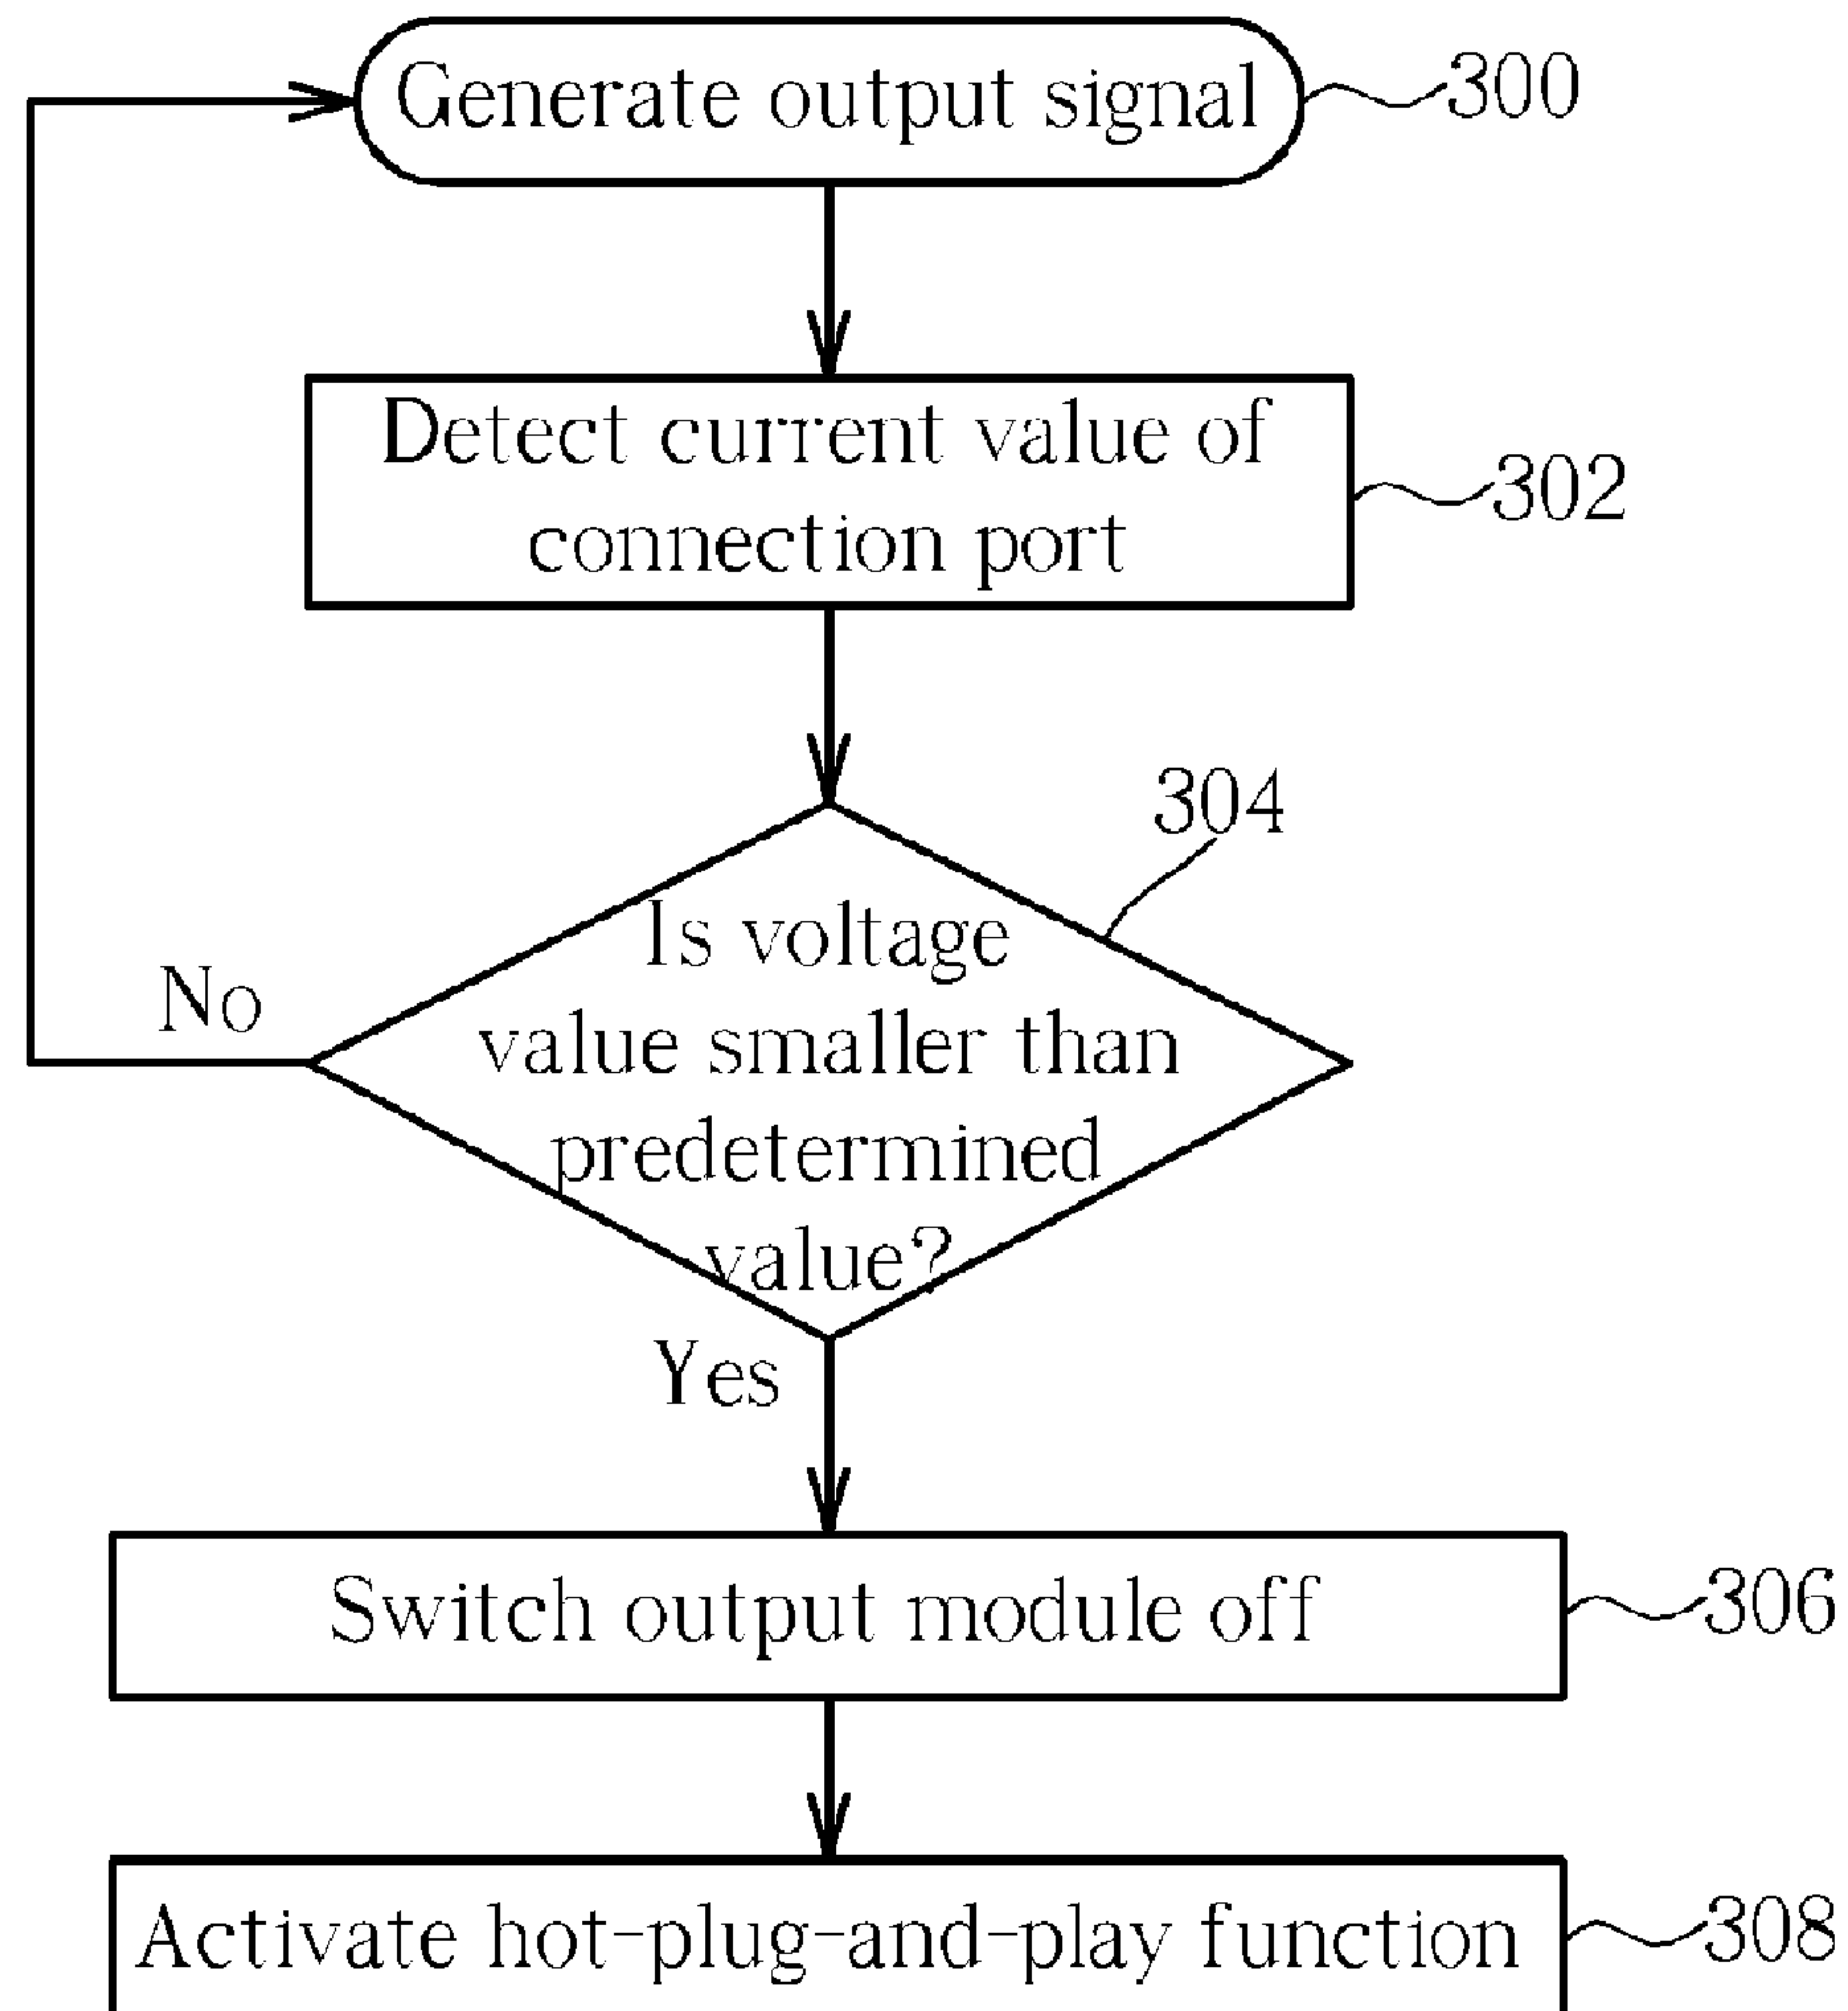 Generate output signal
300
Detect current value of
connection port
302
304
Is voltage
value smaller than
predetermined
value?
No
Yes
Switch output module off
306
Activate hot-plug-and-play function
308